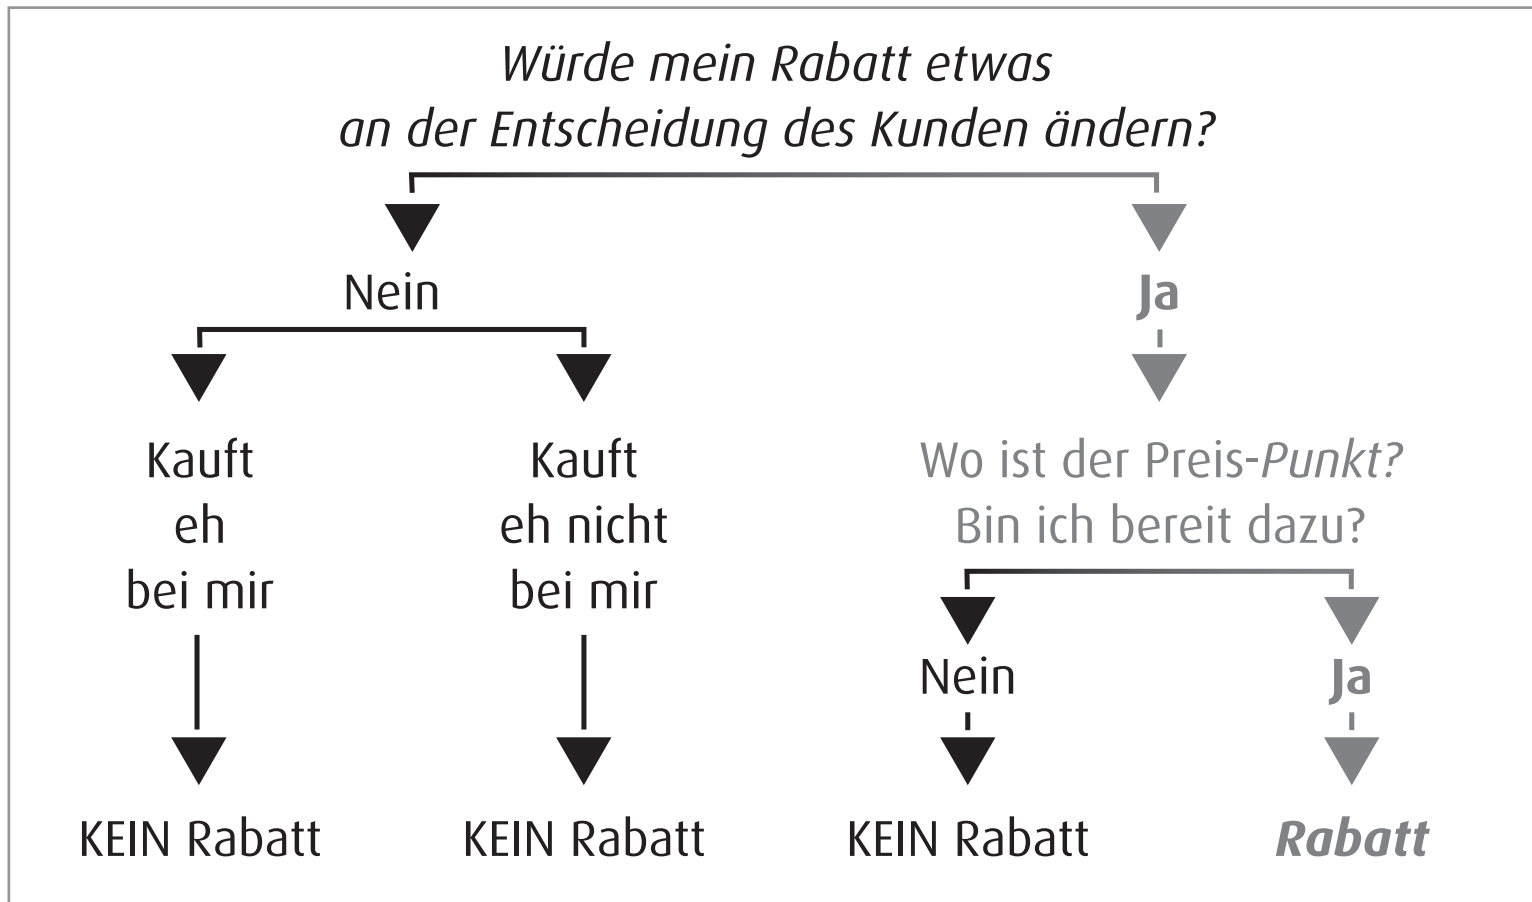 Würde mein Rabatt etwas
an der Entscheidung des Kunden ändern?
Nein
Ja
Kauft
eh
bei mir
Kauft
eh nicht
bei mir
Wo ist der Preis-Punkt?
Bin ich bereit dazu?
Nein
Ja
KEIN Rabatt
KEIN Rabatt
KEIN Rabatt
Rabatt